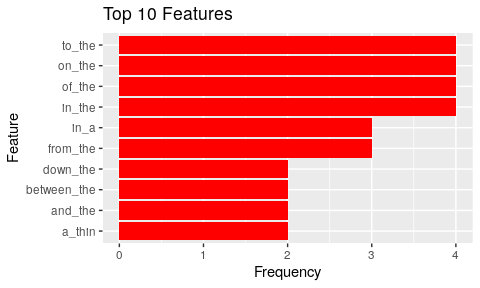 Top 10 Features
to_the
on_the
of_the
in_the
in_a
from_the
down_the
between_the
and_the
a_thin
0 1 2 3 4
Frequency
Feature